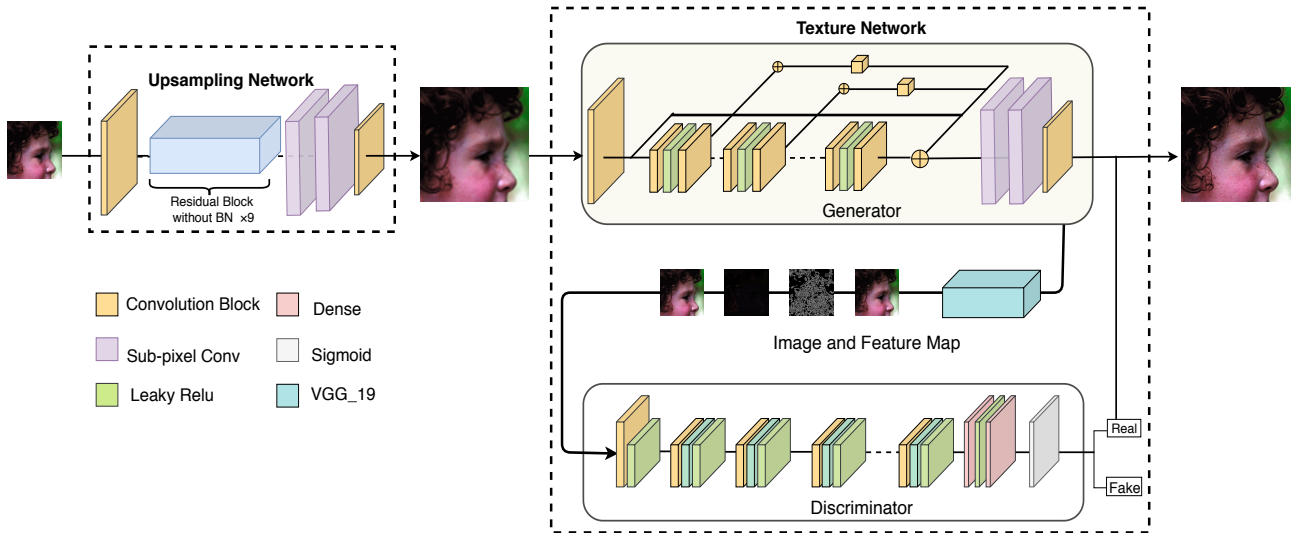 Texture Network
Upsampling Network
Residual Block
without BN ×9
Generator
Convolution Block
Dense
Sub-pixel Conv
Sigmoid
Leaky Relu
VGG_19
Image and Feature Map
Real
Fake
Discriminator